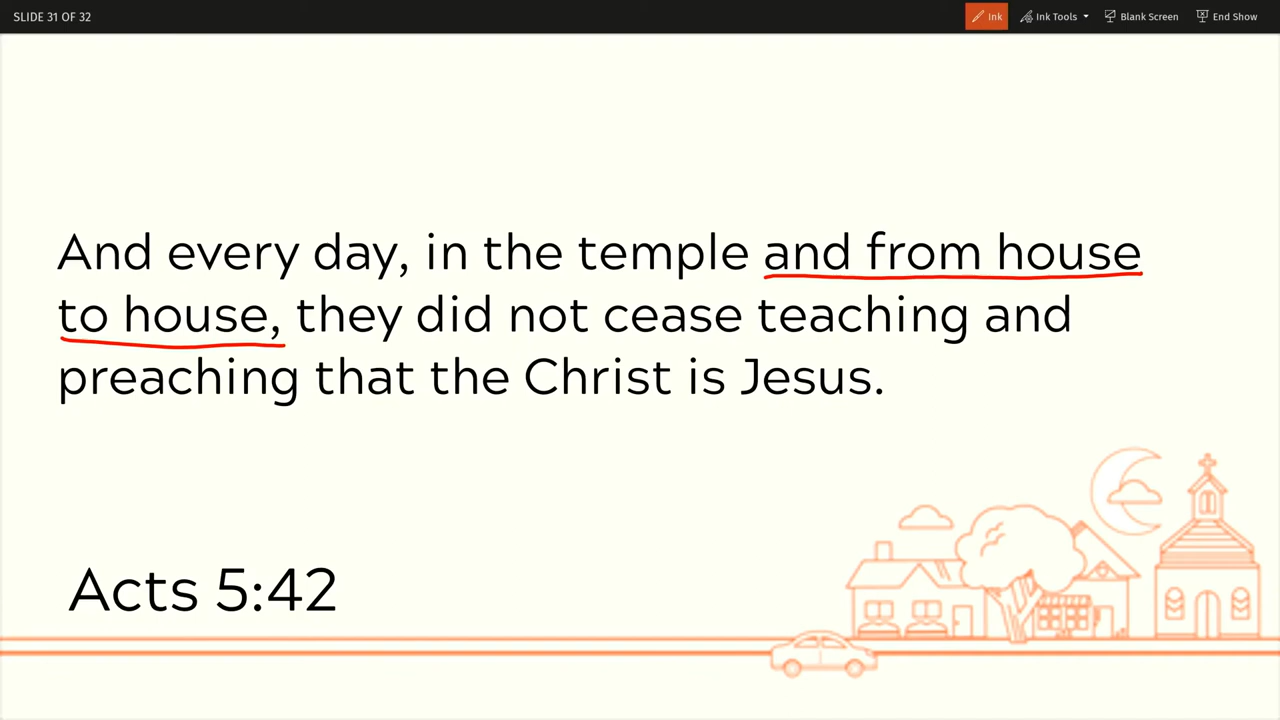 SLIDE 31 OF 32
Ink
Ink Tools
Blank Screen
End Show
And every day, in the temple and from house
to house, they did not cease teaching and
preaching that the Christ is Jesus.
Acts 5:42